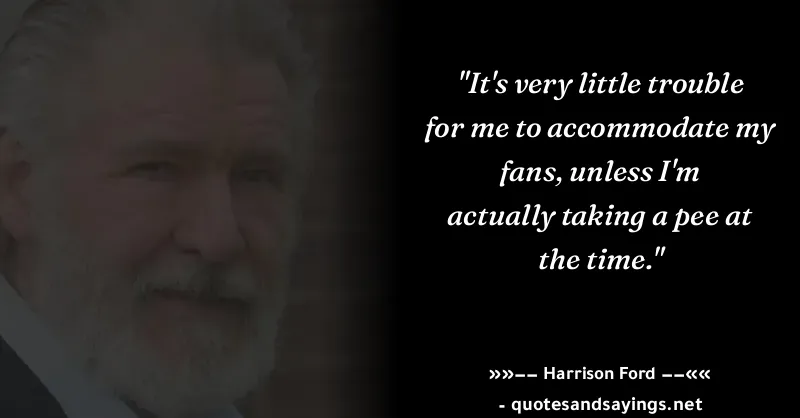 "It's very little trouble
for me to accommodate my
fans, unless I'm
actually taking a pee at
the time."
»»−− Harrison Ford −−««
- quotesandsayings.net